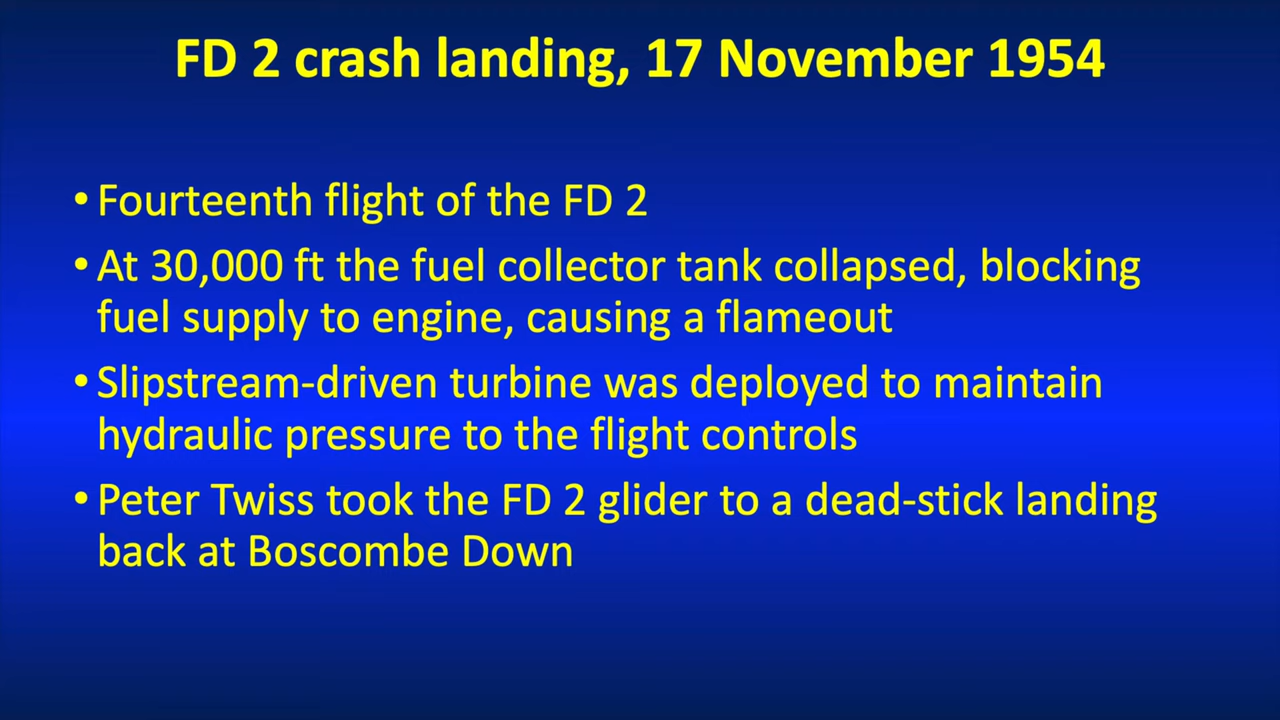 FD 2 crash landing, 17 November 1954
• Fourteenth flight of the FD 2
• At 30,000 ft the fuel collector tank collapsed, blocking
fuel supply to engine, causing a flameout
• Slipstream-driven turbine was deployed to maintain
hydraulic pressure to the flight controls
• Peter Twiss took the FD 2 glider to a dead-stick landing
back at Boscombe Down